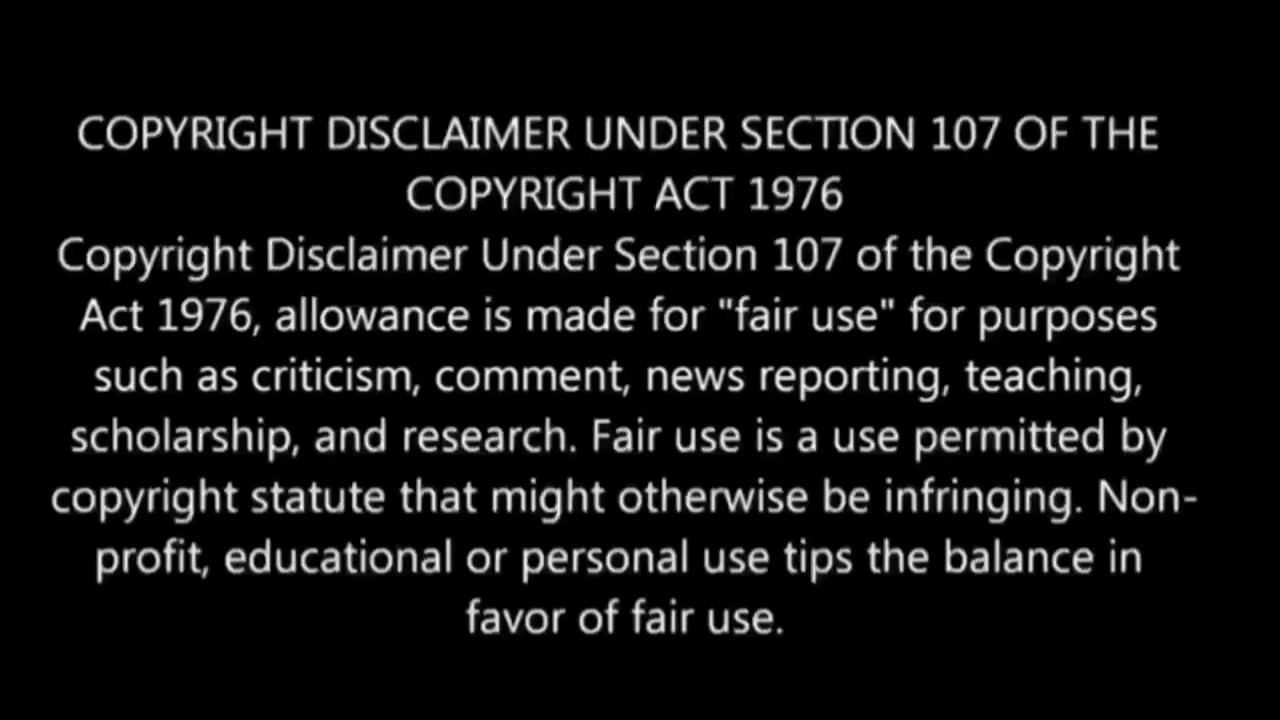 COPYRIGHT DISCLAIMER UNDER SECTION 107 OF THE
COPYRIGHT ACT 1976
Copyright Disclaimer Under Section 107 of the Copyright
Act 1976, allowance is made for "fair use" for purposes
such as criticism, comment, news reporting, teaching,
scholarship, and research. Fair use is a use permitted by
copyright statute that might otherwise be infringing. Non-
profit, educational or personal use tips the balance in
favor of fair use.